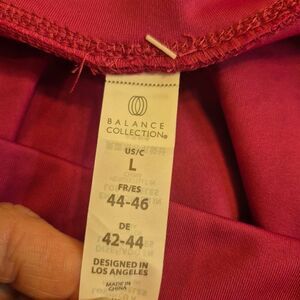 BALANCE
COLLECTION®
US/C
L
FR/ES
44-46
DE
42-44
DESIGNED IN
LOS ANGELES
MADE IN
CHINA